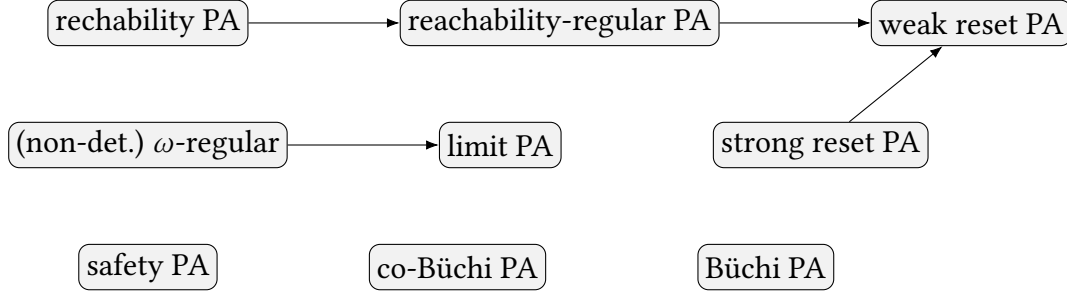 rechability PA
reachability-regular PA
weak reset PA
(non-det.) ω-regular
limit PA
strong reset PA
safety PA
co-Büchi PA
Büchi PA